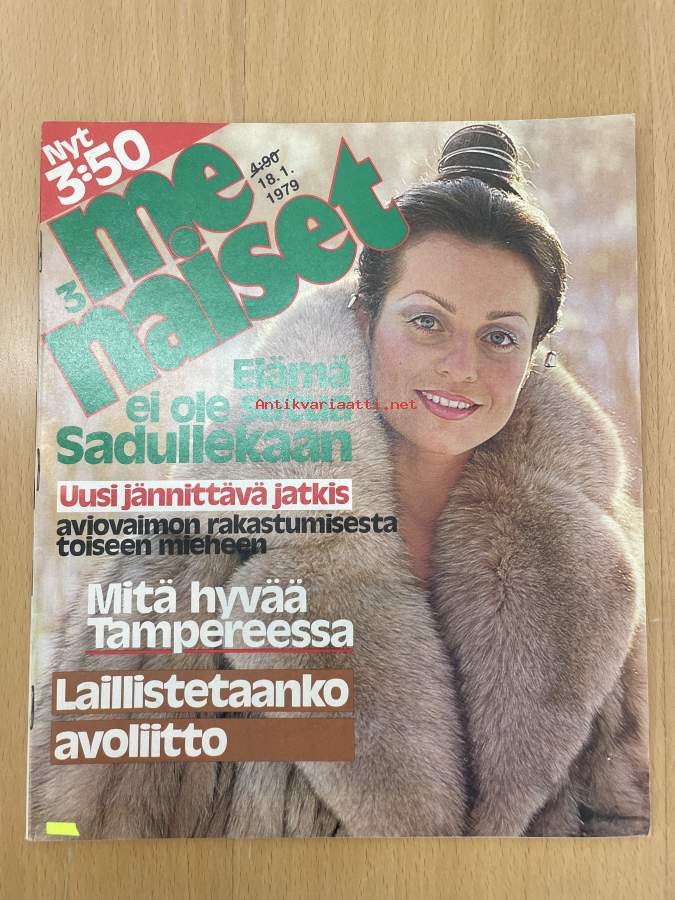 Nyt
3:50
4:90
18.1.
1979
me
3
naiset
Elämä
ei ole
Sadullekaan
Antikvariaatti.net
Uusi jännittävä jatkis
aviovaimon rakastumisesta
toiseen mieheen
Mitä hyvää
Tampereessa
Laillistetaanko
avoliitto